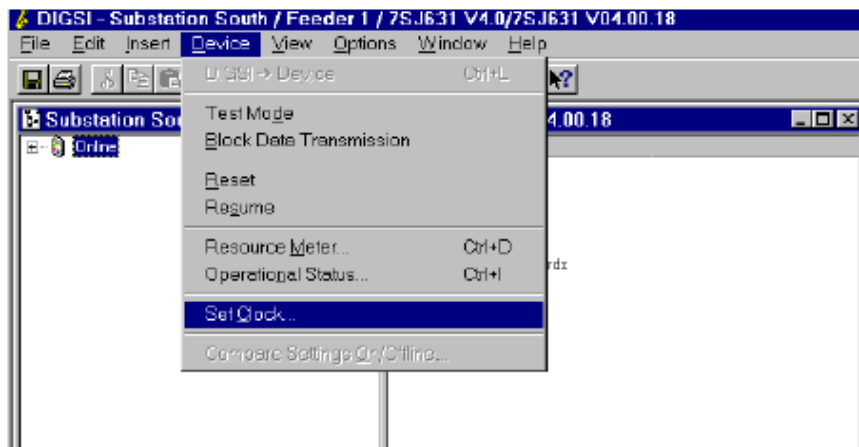 DIGSI - Substation South / Feeder 1 / 7SJ631 V4.0/7SJ631 V04.00.18
File Edit Insert Device View Options Window Help
DIGSI -> Device Ctrl+L
Substation Sou 4.00.18
Test Mode
Online
Block Data Transmission
Reset
Resume
Resource Meter... Ctrl+D
Operational Status... Ctrl+I
rdz
Set Clock...
Compare Settings On/Offline...